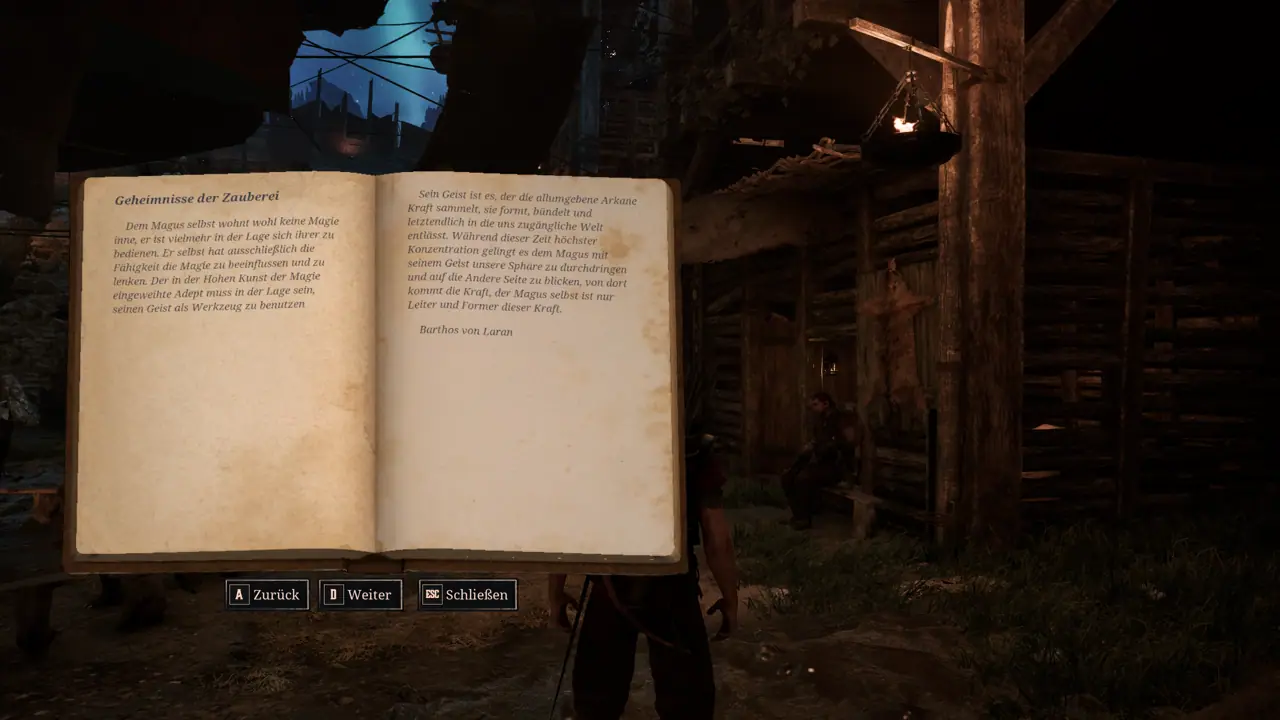 Geheimnisse der Zauberei
Dem Magus selbst wohnt wohl keine Magie
inne, er ist vielmehr in der Lage sich ihrer zu
bedienen. Er selbst hat ausschließlich die
Fähigkeit die Magie zu beeinflussen und zu
lenken. Der in der Hohen Kunst der Magie
eingeweihte Adept muss in der Lage sein,
seinen Geist als Werkzeug zu benutzen
Sein Geist ist es, der die allumgebene Arkane
Kraft sammelt, sie formt, bündelt und
letztendlich in die uns zugängliche Welt
entlässt. Während dieser Zeit höchster
Konzentration gelingt es dem Magus mit
seinem Geist unsere Sphäre zu durchdringen
und auf die Andere Seite zu blicken, von dort
kommt die Kraft, der Magus selbst ist nur
Leiter und Former dieser Kraft.
Barthos von Laran
A Zurück
D Weiter
ESC Schließen